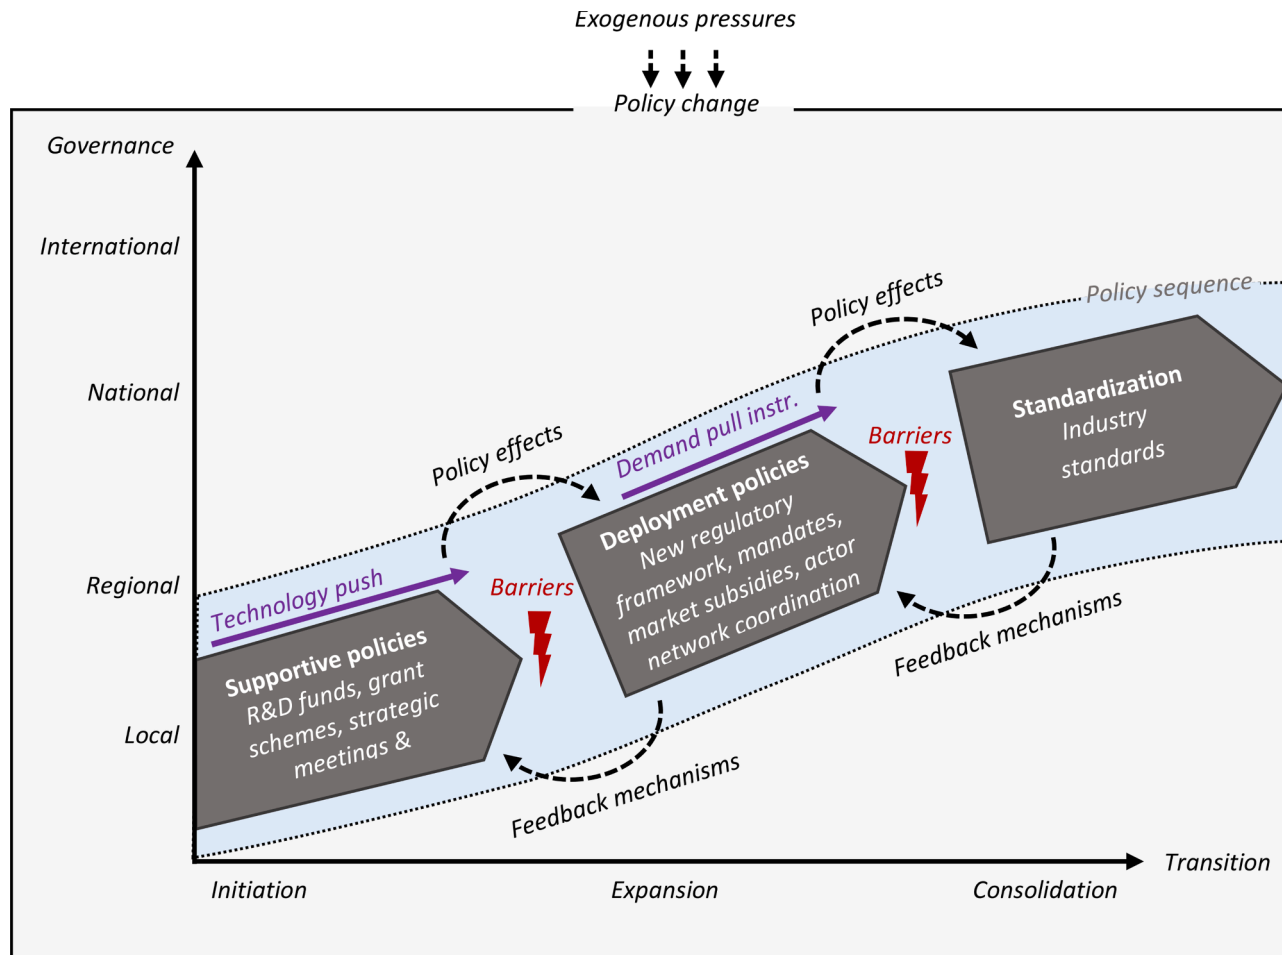 Exogenous pressures
Policy change
Governance
International
National
Regional
Local
Policy sequence
Policy effects
Demand pull instr.
Barriers
Standardization
Industry
standards
Policy effects
Technology push
Barriers
Deployment policies
New regulatory
framework, mandates,
market subsidies, actor
network coordination
Feedback mechanisms
Supportive policies
R&D funds, grant
schemes, strategic
meetings &
Feedback mechanisms
Transition
Initiation
Expansion
Consolidation